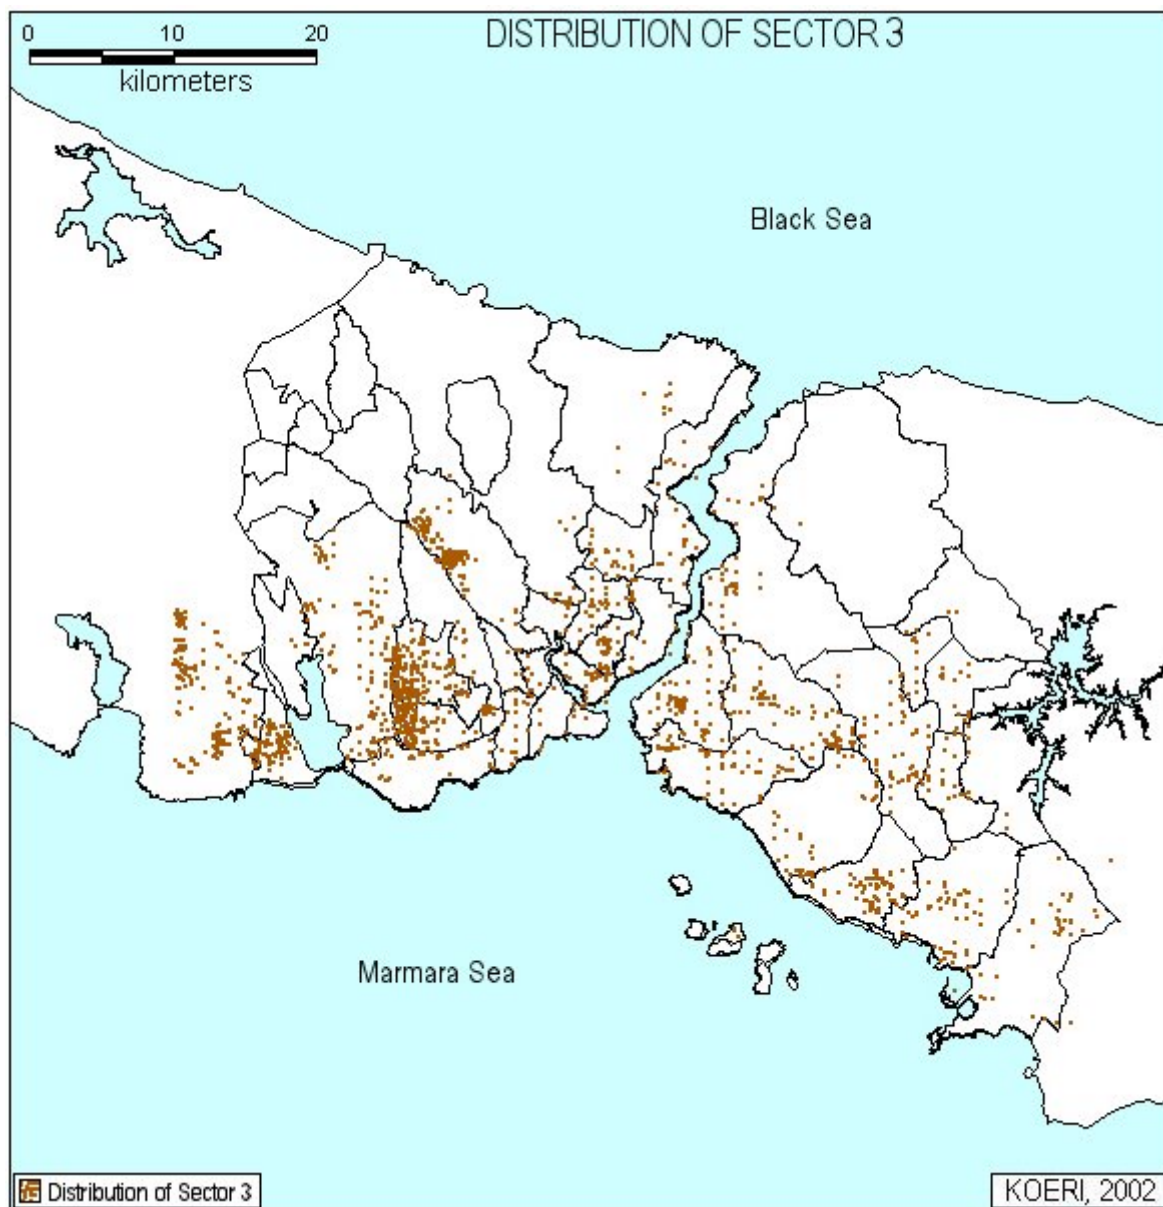 DISTRIBUTION OF SECTOR 3
0 10 20
kilometers
Black Sea
Marmara Sea
Distribution of Sector 3
KOERI, 2002